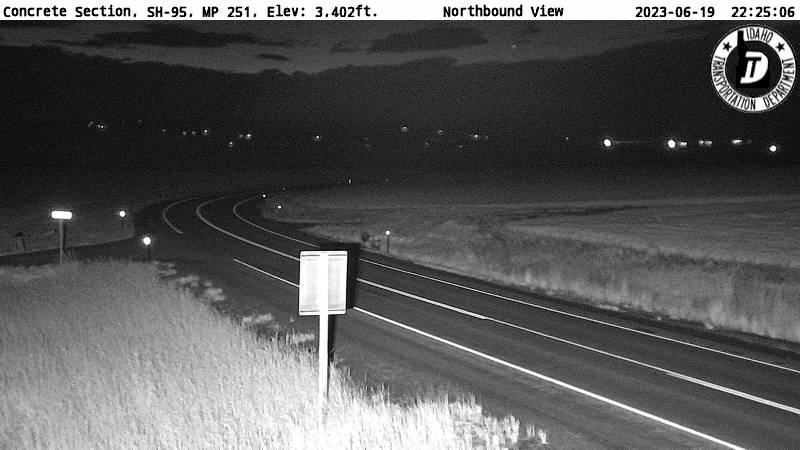 Concrete Section, SH-95, MP 251, Elev: 3,402ft. Northbound View 2023-06-19 22:25:06
IDAHO
TRANSPORTATION DEPARTMENT